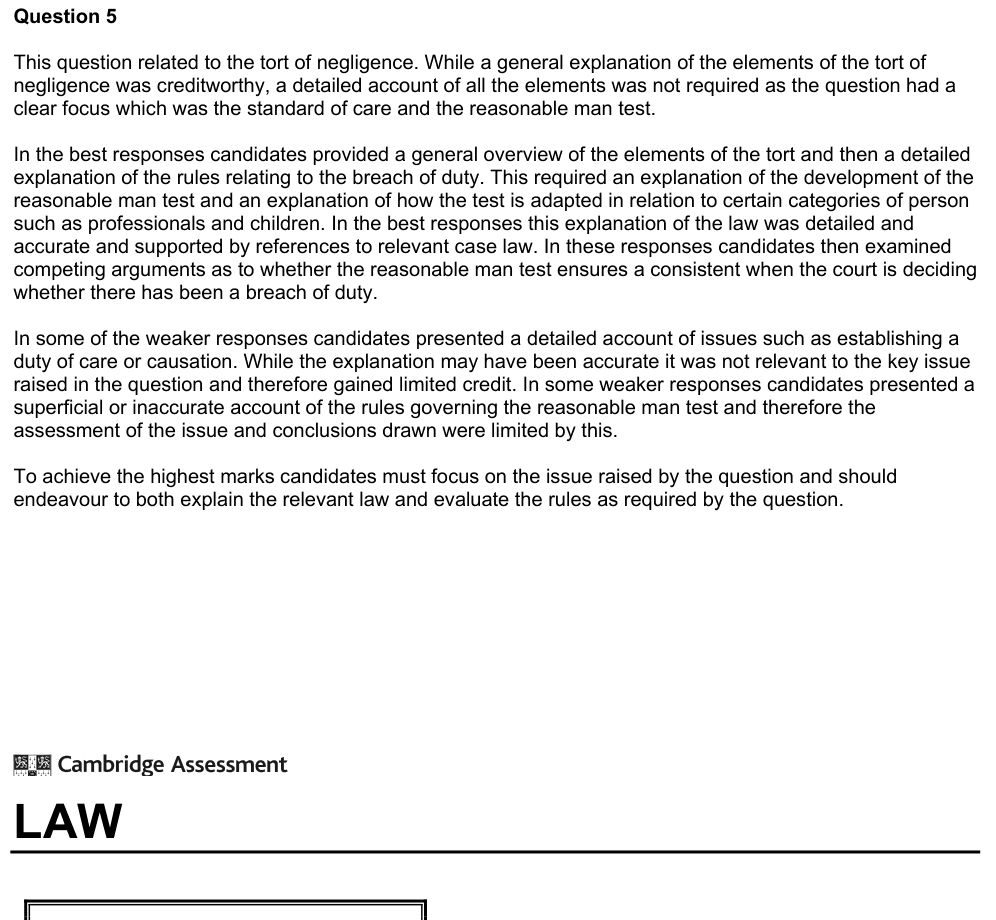 Question 5
This question related to the tort of negligence. While a general explanation of the elements of the tort of
negligence was creditworthy, a detailed account of all the elements was not required as the question had a
clear focus which was the standard of care and the reasonable man test.
In the best responses candidates provided a general overview of the elements of the tort and then a detailed
explanation of the rules relating to the breach of duty. This required an explanation of the development of the
reasonable man test and an explanation of how the test is adapted in relation to certain categories of person
such as professionals and children. In the best responses this explanation of the law was detailed and
accurate and supported by references to relevant case law. In these responses candidates then examined
competing arguments as to whether the reasonable man test ensures a consistent when the court is deciding
whether there has been a breach of duty.
In some of the weaker responses candidates presented a detailed account of issues such as establishing a
duty of care or causation. While the explanation may have been accurate it was not relevant to the key issue
raised in the question and therefore gained limited credit. In some weaker responses candidates presented a
superficial or inaccurate account of the rules governing the reasonable man test and therefore the
assessment of the issue and conclusions drawn were limited by this.
To achieve the highest marks candidates must focus on the issue raised by the question and should
endeavour to both explain the relevant law and evaluate the rules as required by the question.
Cambridge Assessment
LAW